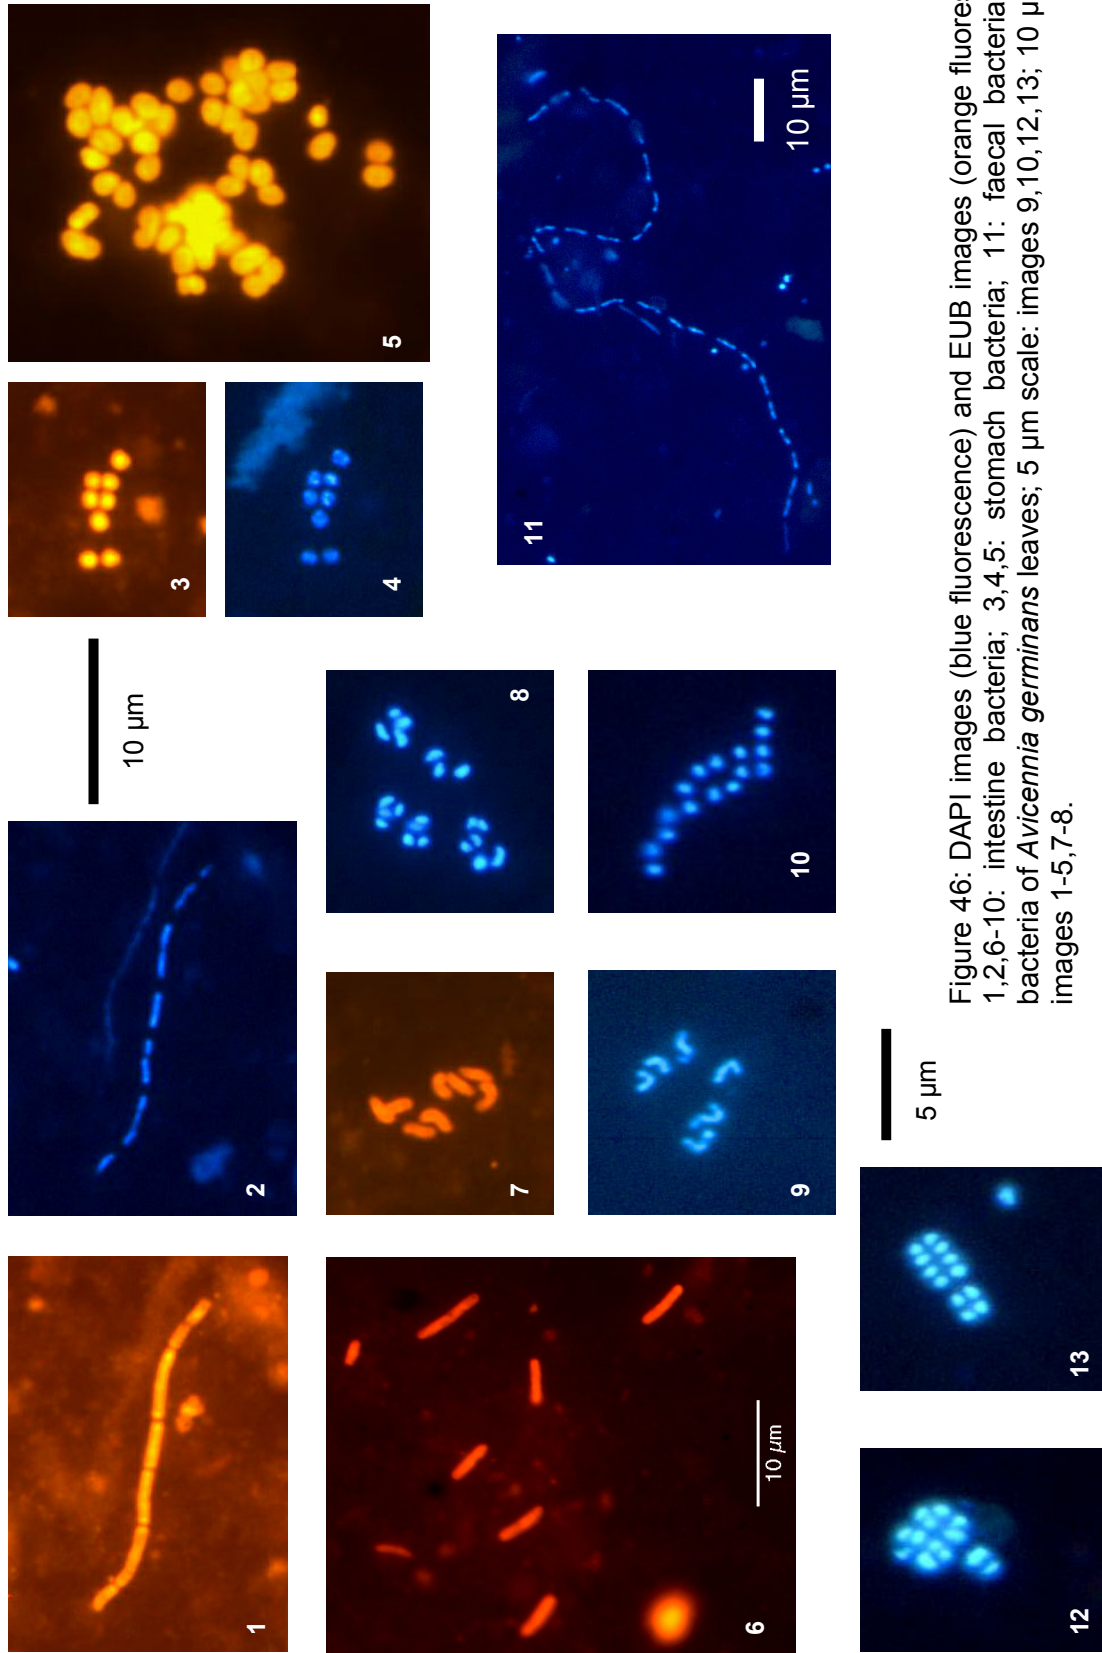 1
2
10 µm
3
4
5
6
10 µm
7
8
9
10
11
10 µm
12
13
5 µm
Figure 46: DAPI images (blue fluorescence) and EUB images (orange
1,2,6-10: intestine bacteria; 3,4,5: stomach bacteria; 11: faecal bacteria
bacteria of Avicennia germinans leaves; 5 µm scale: images 9,10,12,13; 10
images 1-5,7-8.